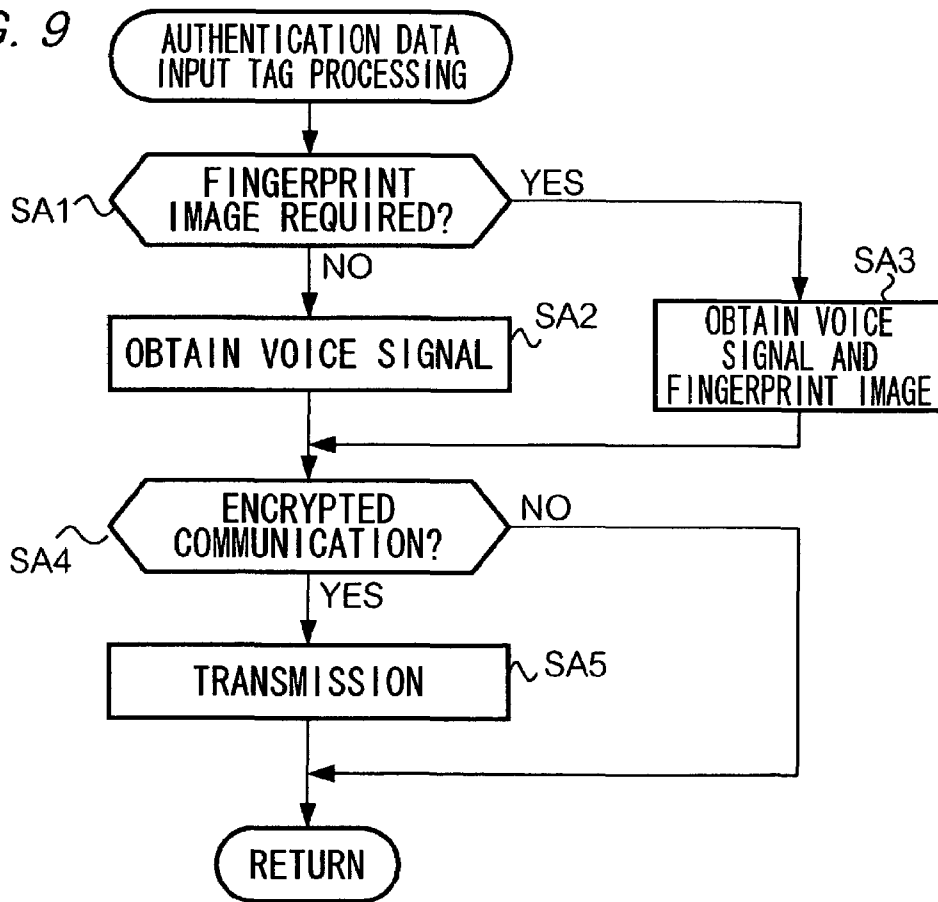 G. 9
AUTHENTICATION DATA
INPUT TAG PROCESSING
FINGERPRINT
IMAGE REQUIRED?
YES
SA1
NO
SA3
SA2
OBTAIN VOICE SIGNAL
OBTAIN VOICE
SIGNAL AND
FINGERPRINT IMAGE
ENCRYPTED
COMMUNICATION?
NO
SA4
YES
TRANSMISSION
SA5
RETURN